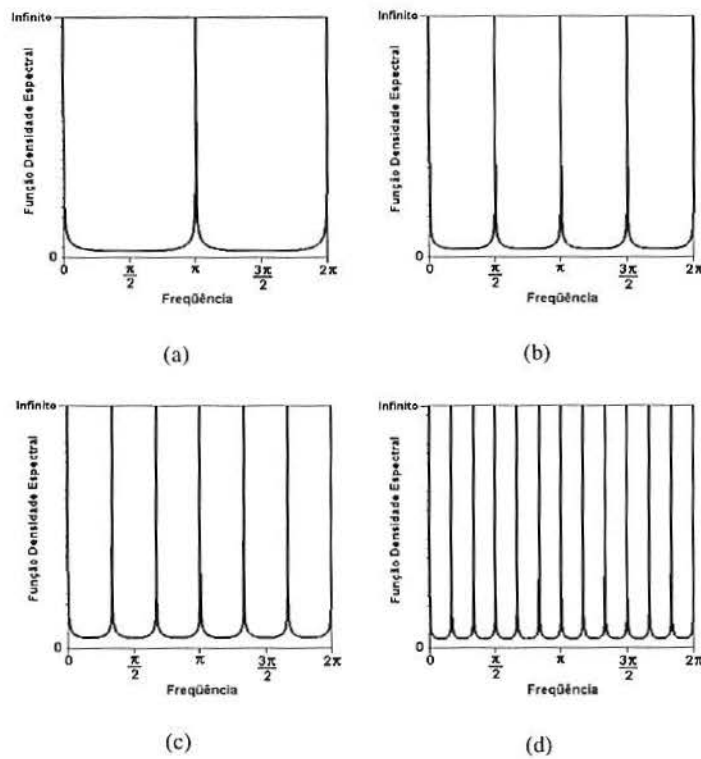 Infinito
Função Densidade Espectral
0
0 π/2 π 3π/2 2π
Freqüência
(a)
Infinito
Função Densidade Espectral
0
0 π/2 π 3π/2 2π
Freqüência
(b)
Infinito
Função Densidade Espectral
0
0 π/2 π 3π/2 2π
Freqüência
(c)
Infinito
Função Densidade Espectral
0
0 π/2 π 3π/2 2π
Freqüência
(d)